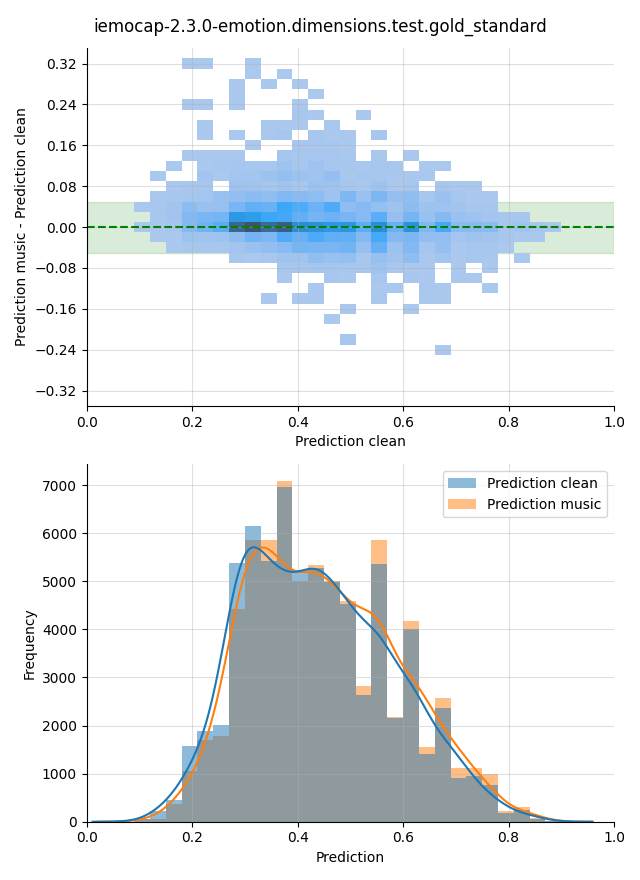 iemocap-2.3.0-emotion.dimensions.test.gold_standard
0.32
0.24
0.16
0.08
0.00
−0.08
−0.16
−0.24
−0.32
Prediction music - Prediction clean
0.0 0.2 0.4 0.6 0.8 1.0
Prediction clean
7000
6000
5000
4000
3000
2000
1000
0
Frequency
Prediction clean
Prediction music
0.0 0.2 0.4 0.6 0.8 1.0
Prediction